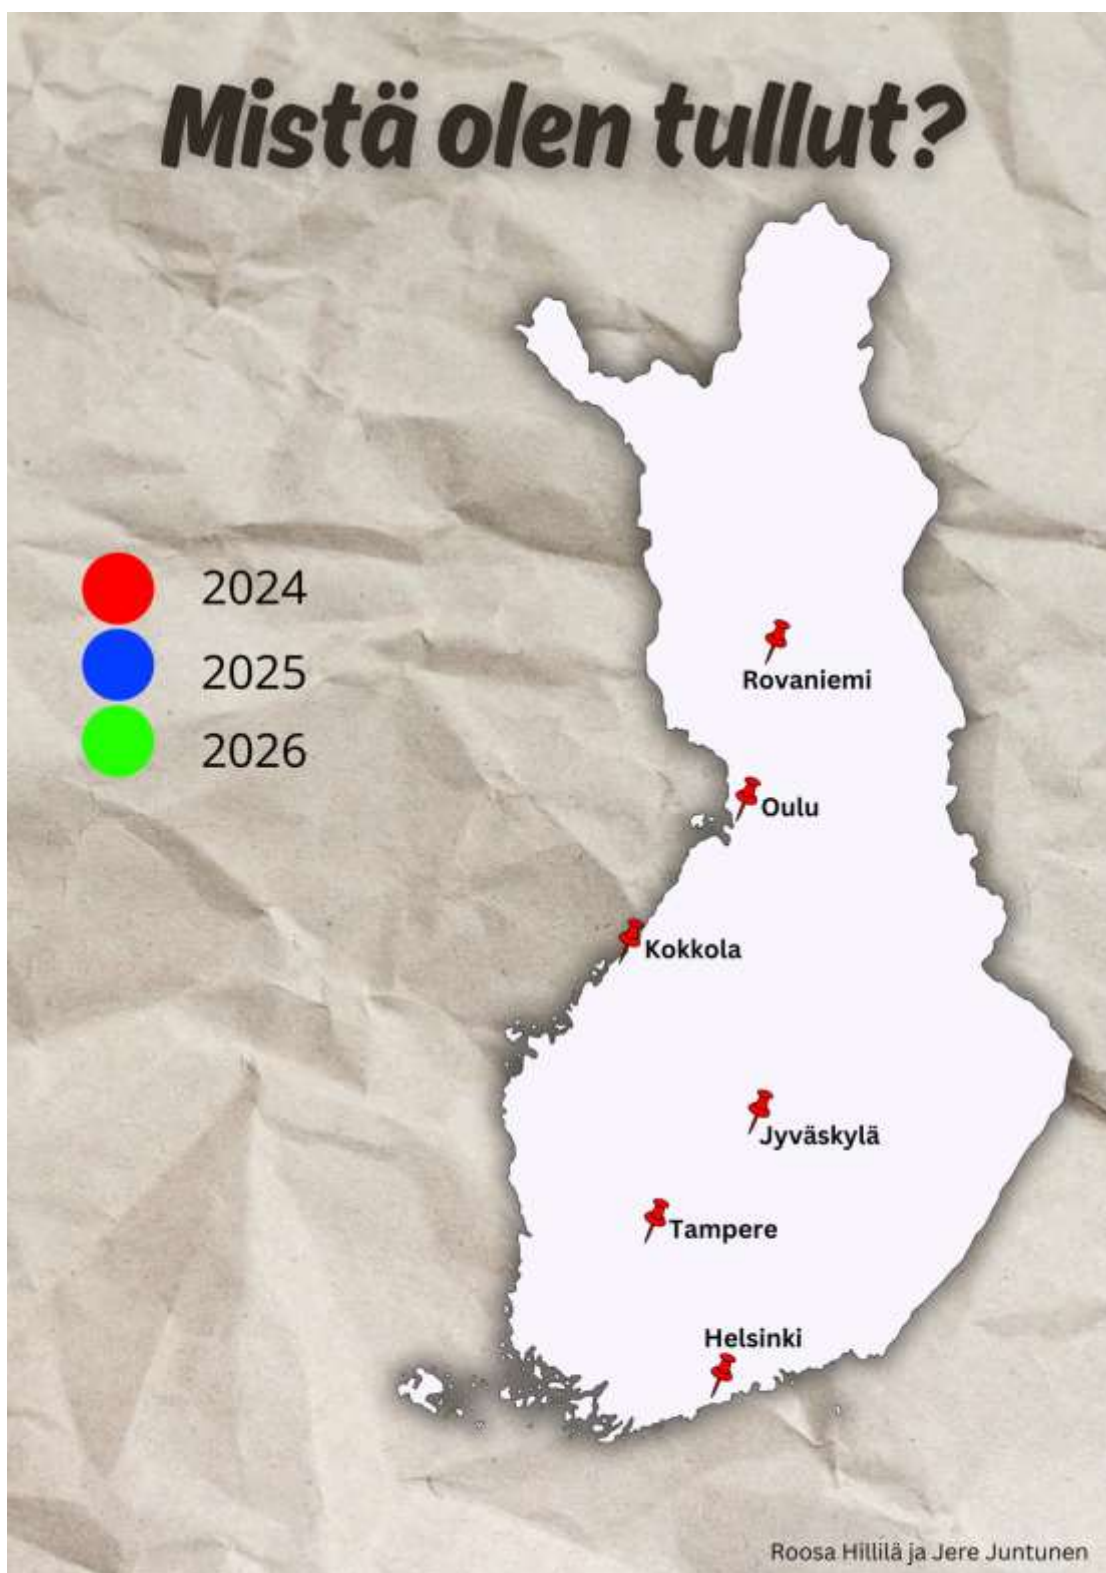 Mistä olen tullut?
2024
2025
2026
Rovaniemi
Oulu
Kokkola
Jyväskylä
Tampere
Helsinki
Roosa Hillilä ja Jere Juntunen